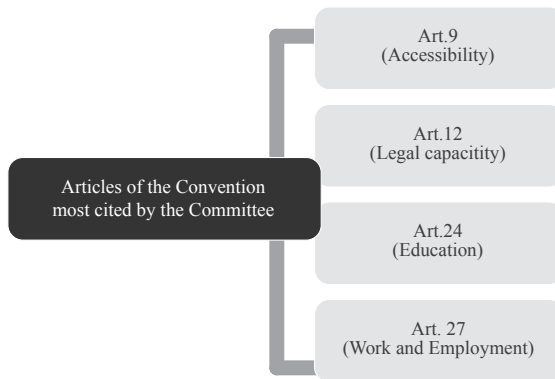 Art.9
(Accessibility)
Art.12
(Legal capacitity)
Articles of the Convention
most cited by the Committee
Art.24
(Education)
Art. 27
(Work and Employment)